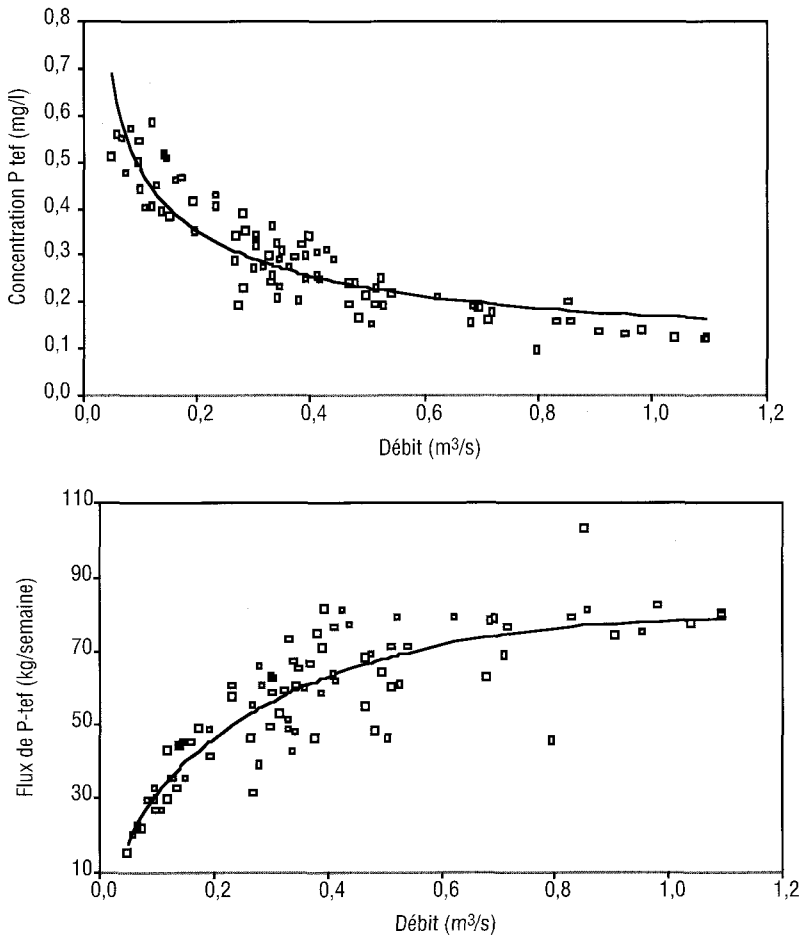 0,8
0,7
0,6
0,5
0,4
0,3
0,2
0,1
0,0
Concentration P tef (mg/l)
0,0 0,2 0,4 0,6 0,8 1,0 1,2
Débit (m³/s)
110
90
70
50
30
10
Flux de P-tef (kg/semaine)
0,0 0,2 0,4 0,6 0,8 1,0 1,2
Débit (m³/s)